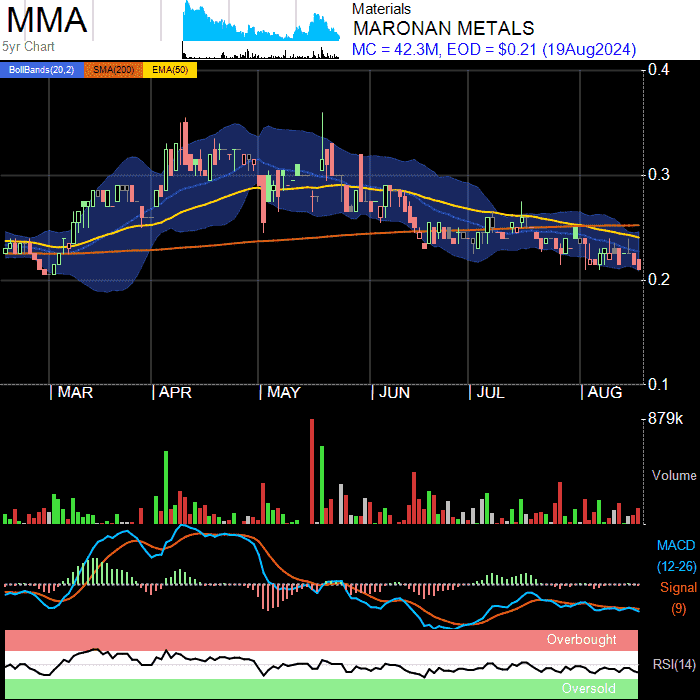 MMA
5yr Chart
Materials
MARONAN METALS
MC = 42.3M, EOD = $0.21 (19Aug2024)
BollBands(20,2) SMA(200) EMA(50)
0.4
0.3
0.2
0.1
MAR APR MAY JUN JUL AUG
879k
Volume
MACD
(12-26)
Signal
(9)
Overbought
RSI(14)
Oversold